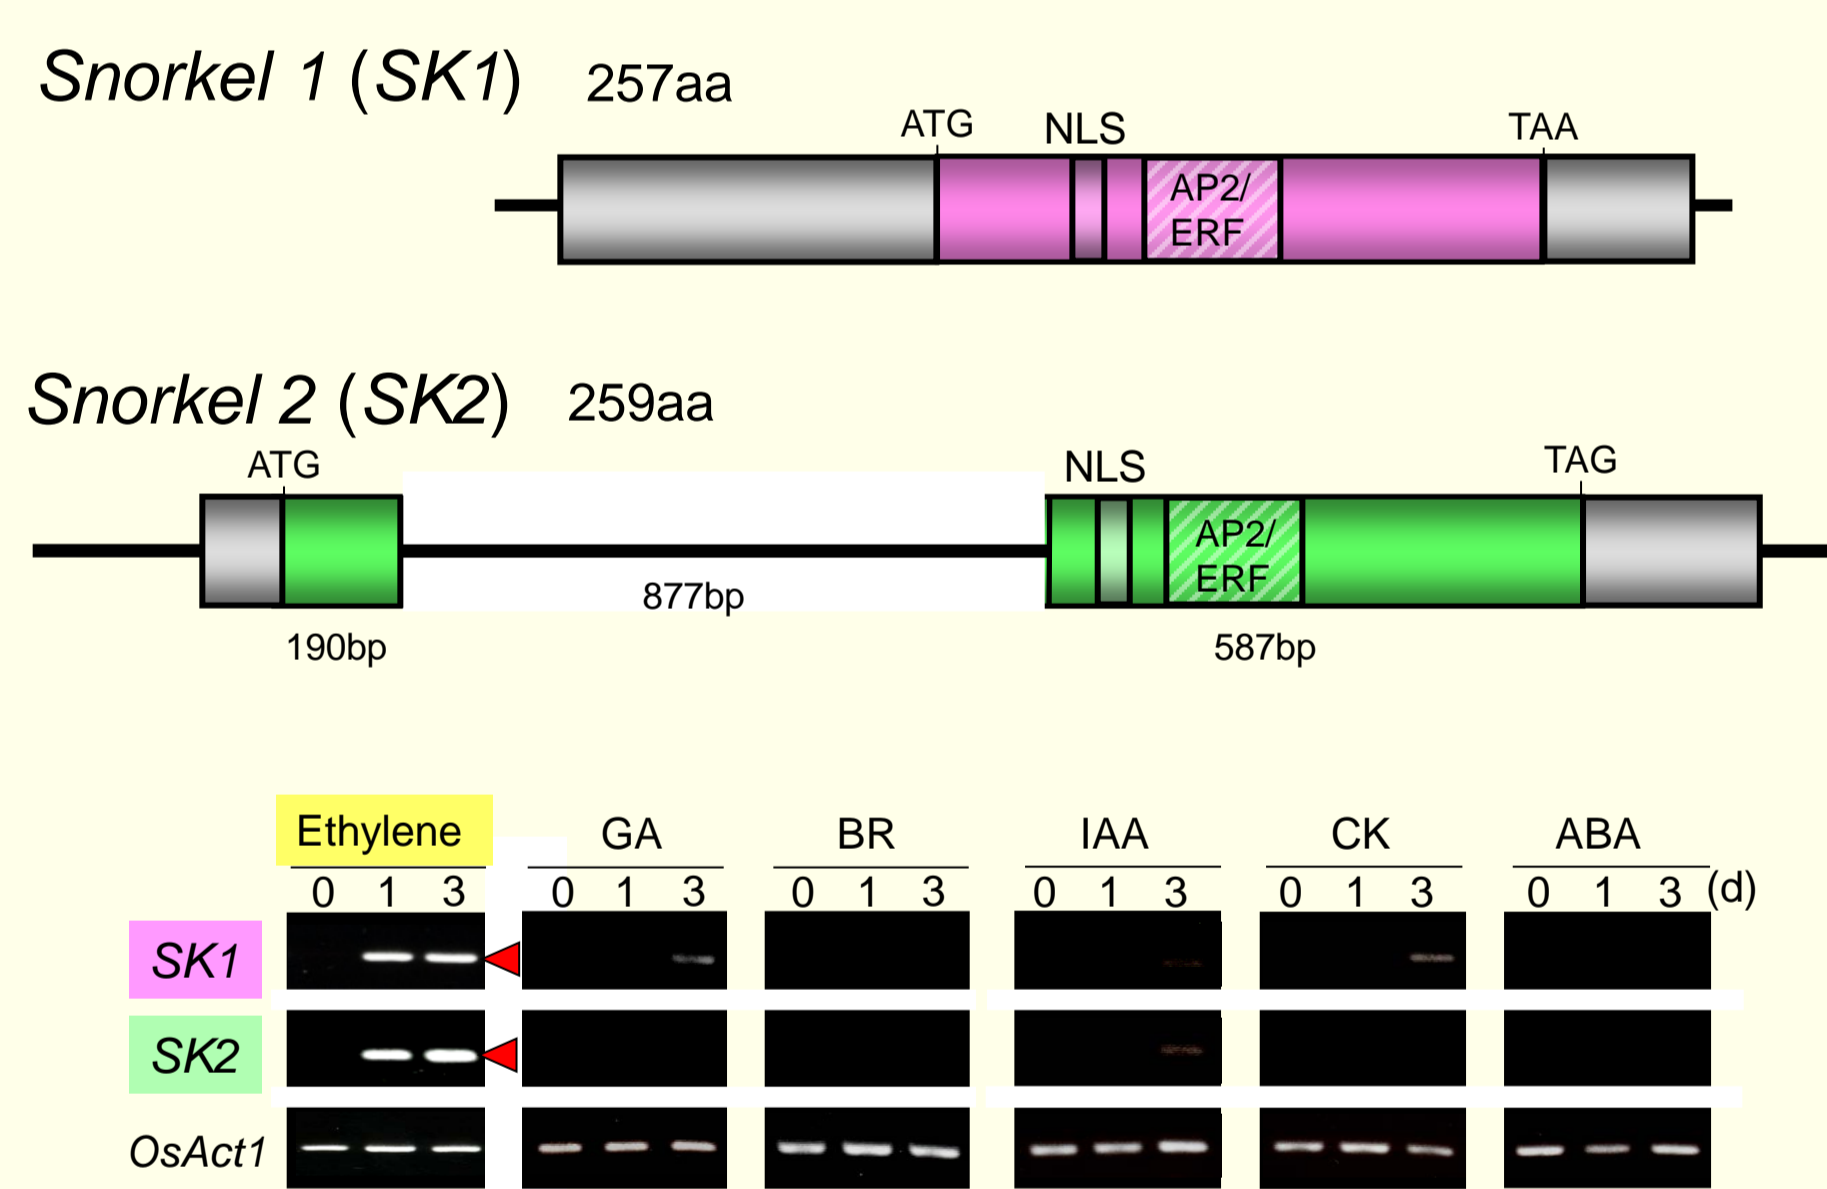 Snorkel 1 (SK1) 257aa
ATG NLS TAA
AP2/
ERF
Snorkel 2 (SK2) 259aa
ATG NLS TAG
AP2/
ERF
877bp
190bp 587bp
Ethylene GA BR IAA CK ABA
0 1 3 0 1 3 0 1 3 0 1 3 0 1 3 0 1 3 (d)
SK1
SK2
OsAct1